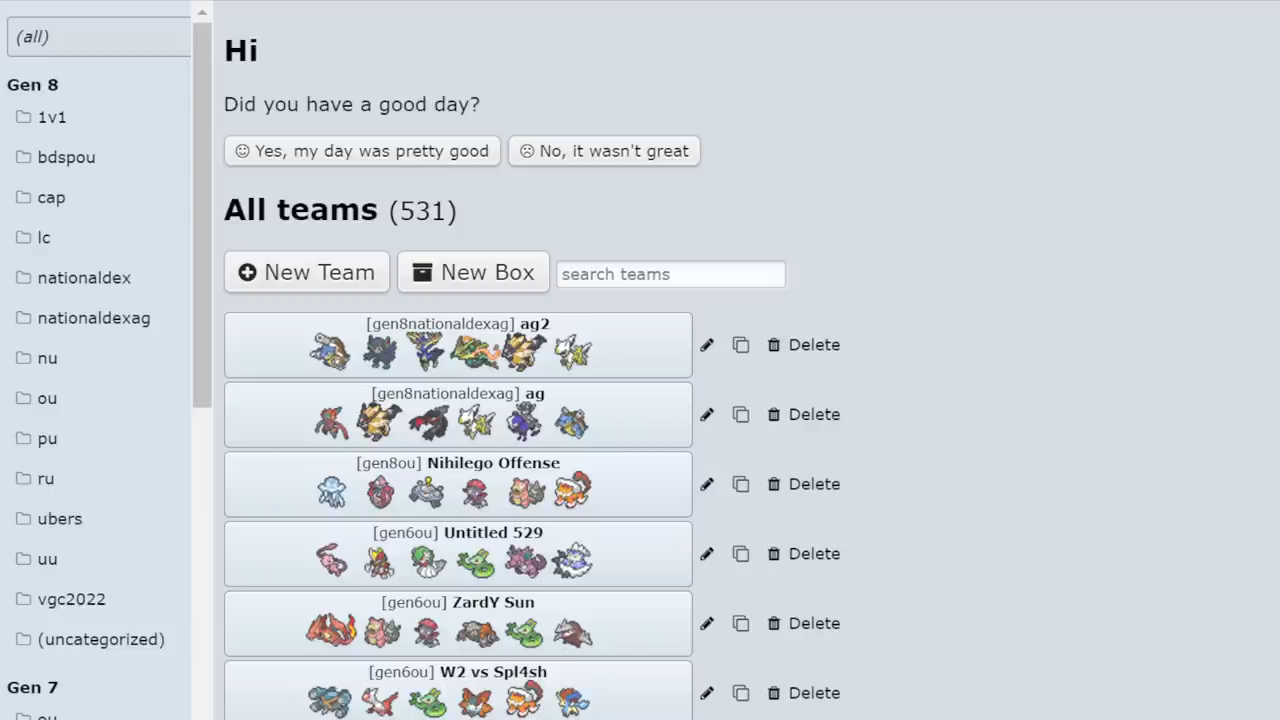 (all)
Gen 8
1v1
bdspou
cap
lc
nationaldex
nationaldexag
nu
ou
pu
ru
ubers
uu
vgc2022
(uncategorized)
Gen 7
ou
Hi
Did you have a good day?
Yes, my day was pretty good
No, it wasn't great
All teams (531)
New Team
New Box
search teams
[gen8nationaldexag] ag2
Delete
[gen8nationaldexag] ag
Delete
[gen8ou] Nihilego Offense
Delete
[gen6ou] Untitled 529
Delete
[gen6ou] ZardY Sun
Delete
[gen6ou] W2 vs Spl4sh
Delete